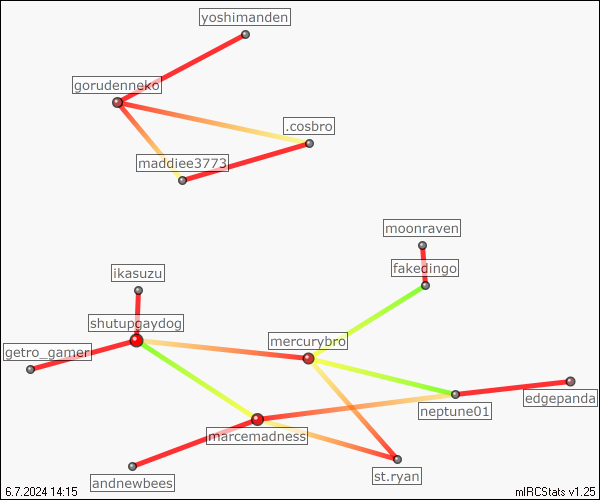 yoshimanden
gorudenneko
.cosbro
maddiee3773
moonraven
fakedingo
ikasuzu
shutupgaydog
mercurybro
getro_gamer
edgepanda
neptune01
marcemadness
st.ryan
andnewbees
6.7.2024 14:15
mIRCStats v1.25